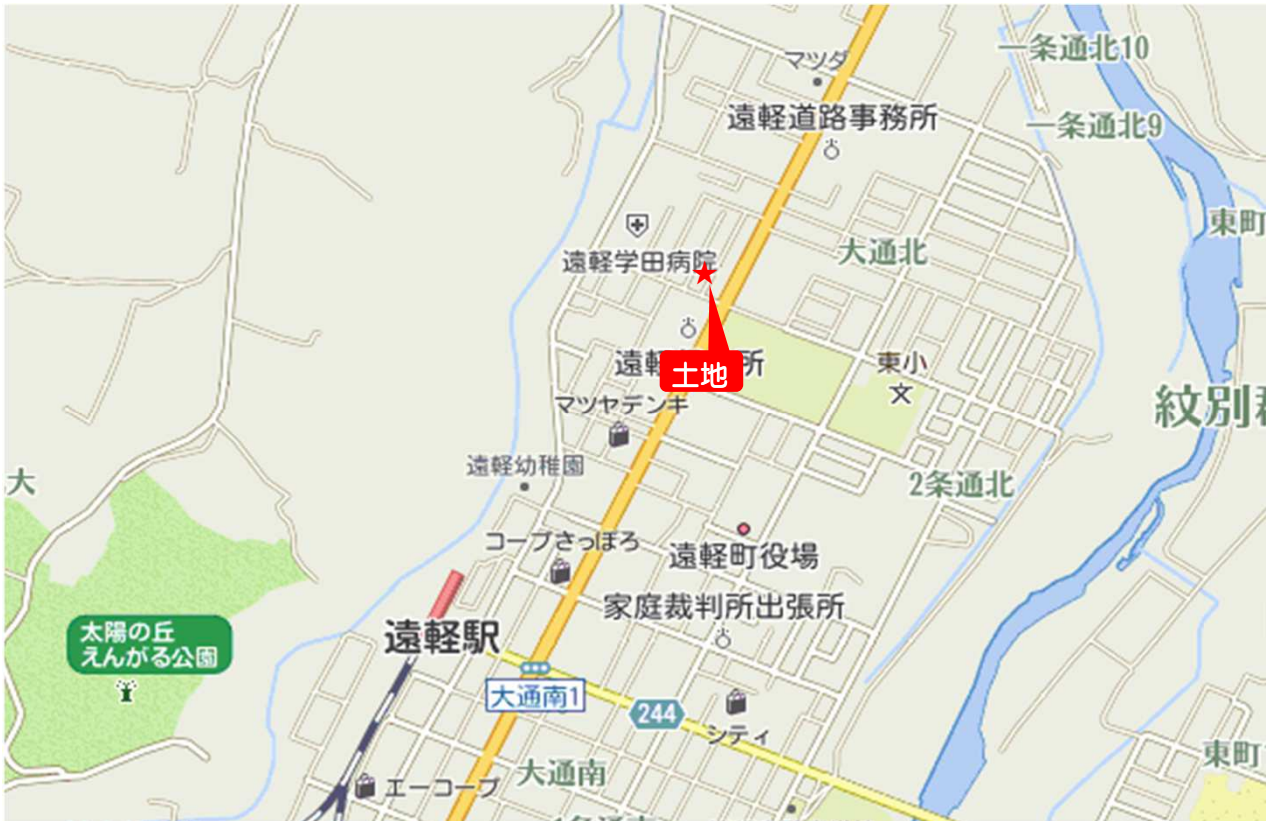 一条通北10
マツダ
遠軽道路事務所
一条通北9
東町
大通北
遠軽学田病院
遠軽
所
土地
東小
マツヤデンキ
紋別
遠軽幼稚園
大
2条通北
コープさっぽろ
遠軽町役場
家庭裁判所出張所
太陽の丘
えんがる公園
遠軽駅
大通南1
244
シティ
東町
大通南
エーコープ